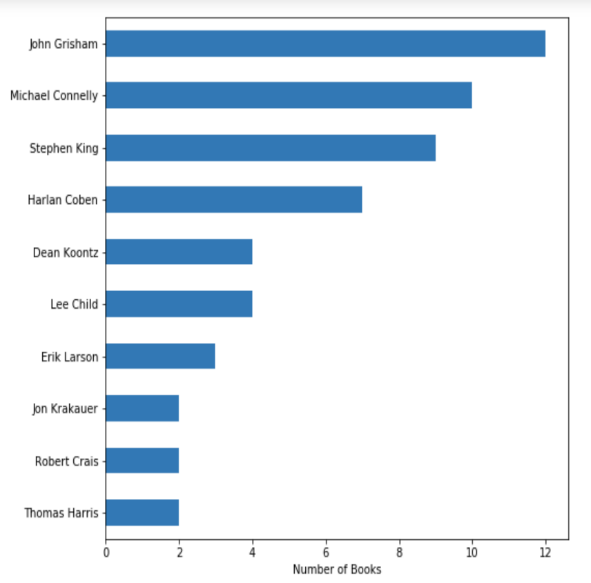 John Grisham
Michael Connelly
Stephen King
Harlan Coben
Dean Koontz
Lee Child
Erik Larson
Jon Krakauer
Robert Crais
Thomas Harris
0 2 4 6 8 10 12
Number of Books